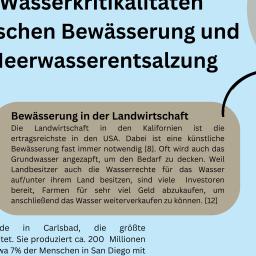 Wasserkritikalitäten
schen Bewässerung und
Meerwasserentsalzung
Bewässerung in der Landwirtschaft
Die Landwirtschaft in den Kalifornien ist die
ertragsreichste in den USA. Dabei ist eine künstliche
Bewässerung fast immer notwendig [8]. Oft wird auch das
Grundwasser angezapft, um den Bedarf zu decken. Weil
Landbesitzer auch die Wasserrechte für das Wasser
auf/unter ihrem Land besitzen, sind viele Investoren
bereit, Farmen für sehr viel Geld abzukaufen, um
anschließend das Wasser weiterverkaufen zu können. [12]
de in Carlsbad, die größte
tet. Sie produziert ca. 200 Millionen
wa 7% der Menschen in San Diego mit